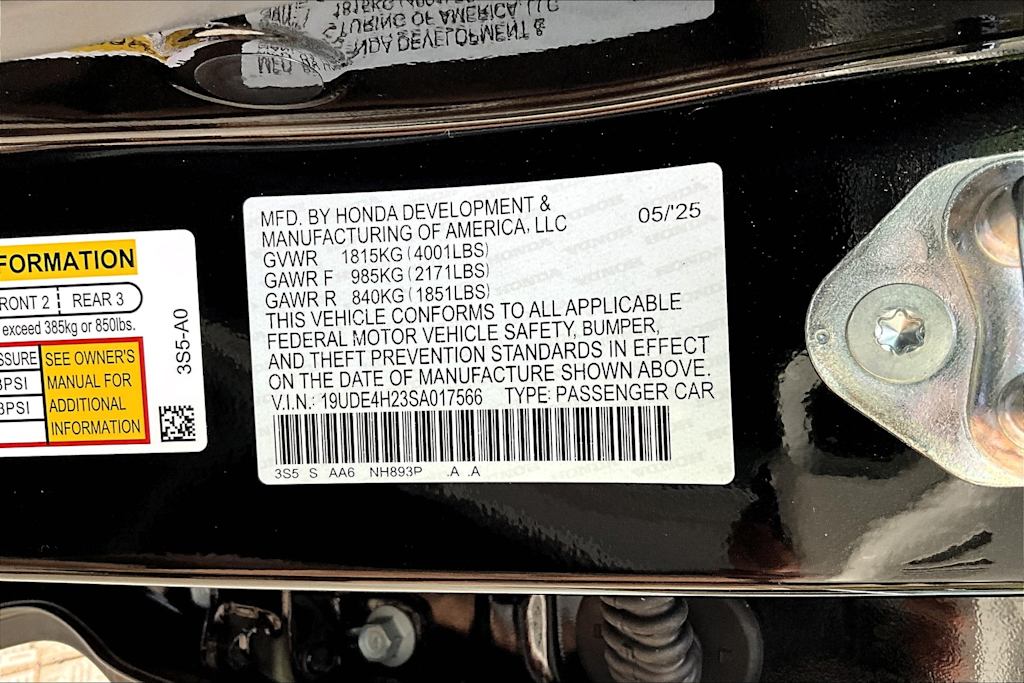 MFD. BY HONDA DEVELOPMENT &
MANUFACTURING OF AMERICA, LLC
05/'25
GVWR 1815KG(4001LBS)
GAWR F 985KG(2171LBS)
GAWR R 840KG(1851LBS)
THIS VEHICLE CONFORMS TO ALL APPLICABLE
FEDERAL MOTOR VEHICLE SAFETY, BUMPER,
AND THEFT PREVENTION STANDARDS IN EFFECT
ON THE DATE OF MANUFACTURE SHOWN ABOVE.
V.I.N.: 19UDE4H23SA017566 TYPE: PASSENGER CAR
3S5 S AA6 NH893P .A .A
FORMATION
RONT 2 REAR 3
exceed 385kg or 850lbs.
SSURE
PSI
PSI
SEE OWNER'S
MANUAL FOR
ADDITIONAL
INFORMATION
3S5-A0